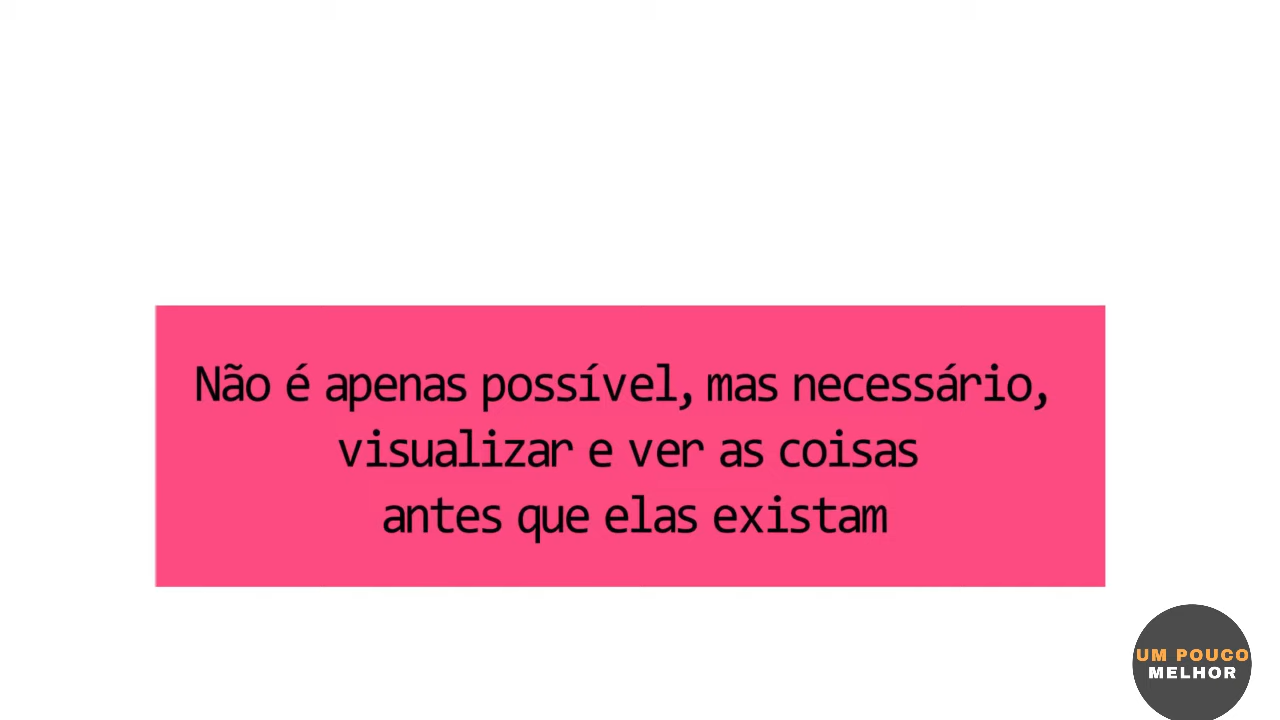 Não é apenas possível, mas necessário,
visualizar e ver as coisas
antes que elas existam
UM POUCO
MELHOR